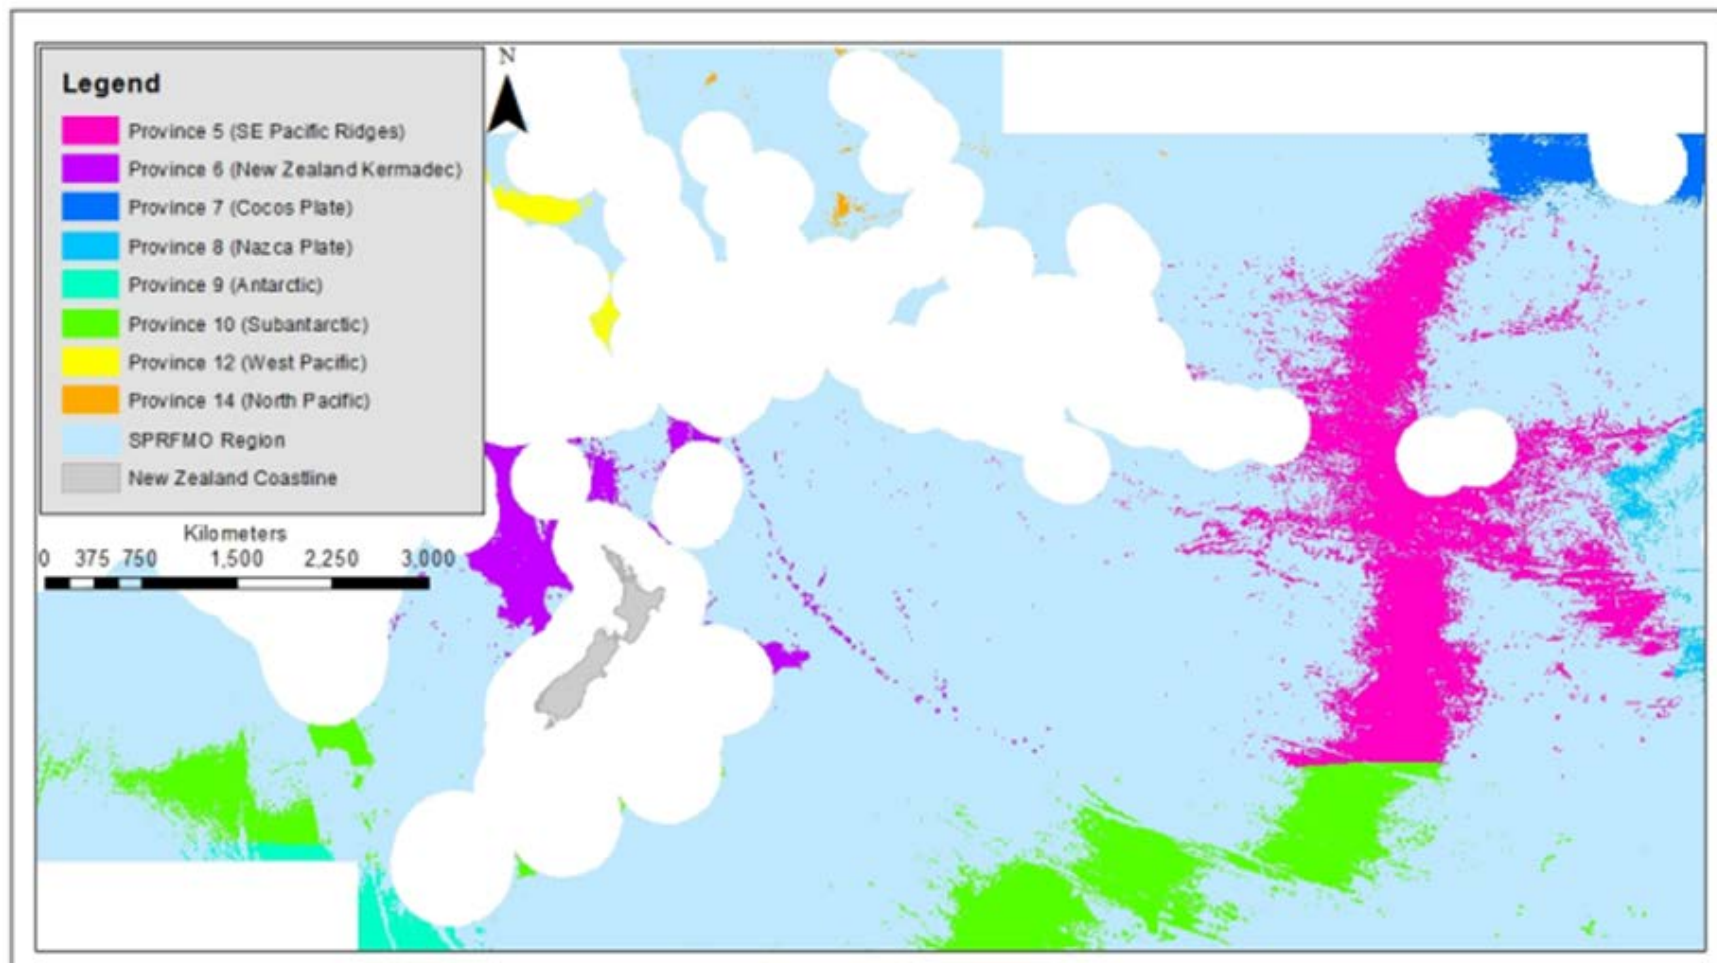 N
Legend
Province 5 (SE Pacific Ridges)
Province 6 (New Zealand Kermadec)
Province 7 (Cocos Plate)
Province 8 (Nazca Plate)
Province 9 (Antarctic)
Province 10 (Subantarctic)
Province 12 (West Pacific)
Province 14 (North Pacific)
SPRFMO Region
New Zealand Coastline
Kilometers
0 375 750 1,500 2,250 3,000